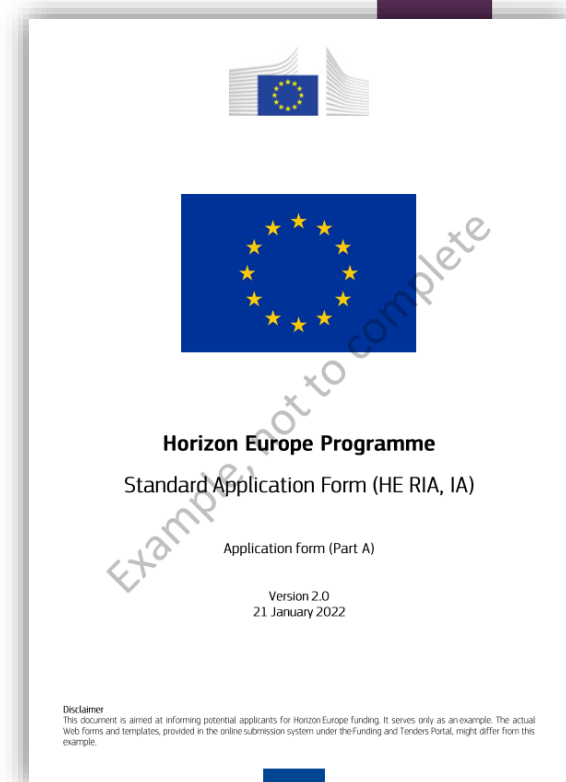 Horizon Europe Programme
Standard Application Form (HE RIA, IA)
Application form (Part A)
Version 2.0
21 January 2022
Example, not to complete
Disclaimer
This document is aimed at informing potential applicants for Horizon Europe funding. It serves only as an example. The actual
Web forms and templates, provided in the online submission system under the Funding and Tenders Portal, might differ from this
example.